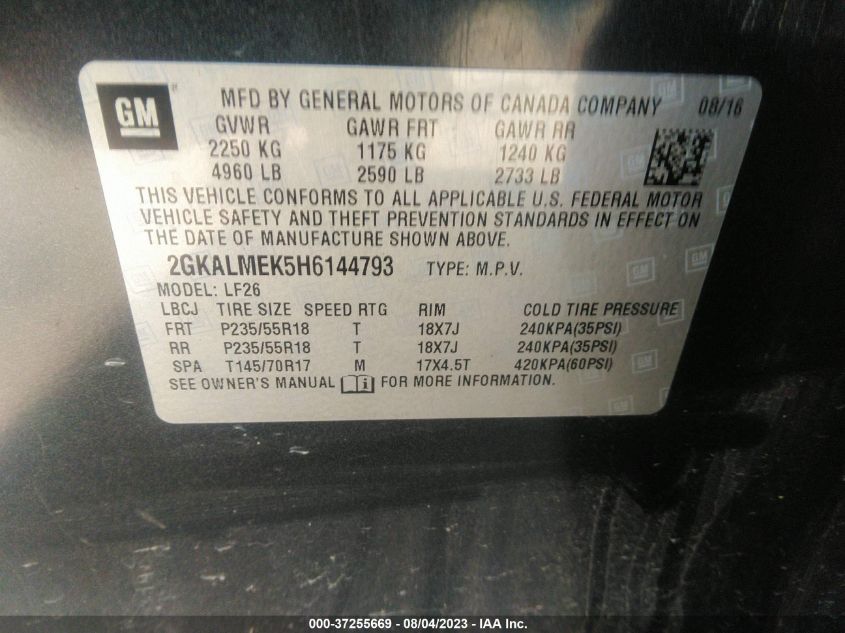 GM
MFD BY GENERAL MOTORS OF CANADA COMPANY 08/16
GVWR GAWR FRT GAWR RR
2250 KG 1175 KG 1240 KG
4960 LB 2590 LB 2733 LB
THIS VEHICLE CONFORMS TO ALL APPLICABLE U.S. FEDERAL MOTOR
VEHICLE SAFETY AND THEFT PREVENTION STANDARDS IN EFFECT ON
THE DATE OF MANUFACTURE SHOWN ABOVE.
2GKALMEK5H6144793 TYPE: M.P.V.
MODEL: LF26
LBCJ TIRE SIZE SPEED RTG RIM COLD TIRE PRESSURE
FRT P235/55R18 T 18X7J 240KPA(35PSI)
RR P235/55R18 T 18X7J 240KPA(35PSI)
SPA T145/70R17 M 17X4.5T 420KPA(60PSI)
SEE OWNER'S MANUAL i FOR MORE INFORMATION.
000-37255669 - 08/04/2023 - IAA Inc.